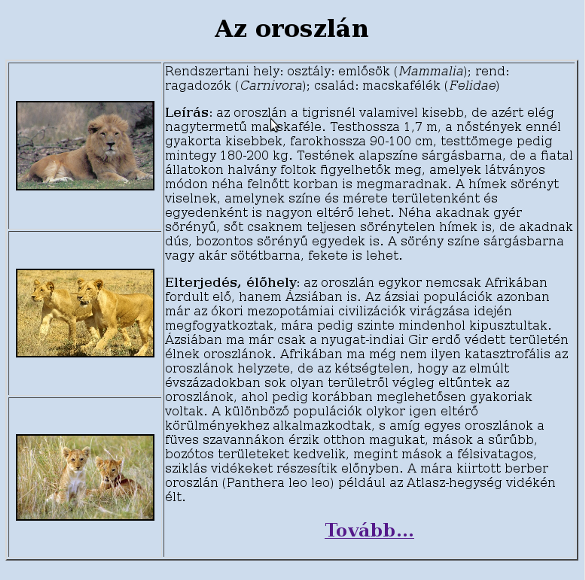 Az oroszlán
Rendszertani hely: osztály: emlősök (Mammalia); rend:
ragadozók (Carnivora); család: macskafélék (Felidae)
Leírás: az oroszlán a tigrisnél valamivel kisebb, de azért elég
nagytermetű macskaféle. Testhossza 1,7 m, a nőstények ennél
gyakorta kisebbek, farokhossza 90-100 cm, testtömege pedig
mintegy 180-200 kg. Testének alapszíne sárgásbarna, de a fiatal
állatokon halvány foltok figyelhetők meg, amelyek látványos
módon néha felnőtt korban is megmaradnak. A hímek sörényt
viselnek, amelynek színe és mérete területenként és
egyedenként is nagyon eltérő lehet. Néha akadnak gyér
sörényű, sőt csaknem teljesen sörénytelen hímek is, de akadnak
dús, bozontos sörényű egyedek is. A sörény színe sárgásbarna
vagy akár sötétbarna, fekete is lehet.
Elterjedés, élőhely: az oroszlán egykor nemcsak Afrikában
fordult elő, hanem Ázsiában is. Az ázsiai populációk azonban
már az ókori mezopotámiai civilizációk virágzása idején
megfogyatkoztak, mára pedig szinte mindenhol kipusztultak.
Ázsiában ma már csak a nyugat-indiai Gir erdő védett területén
élnek oroszlánok. Afrikában ma még nem ilyen katasztrofális az
oroszlánok helyzete, de az kétségtelen, hogy az elmúlt
évszázadokban sok olyan területről végleg eltűntek az
oroszlánok, ahol pedig korábban meglehetősen gyakoriak
voltak. A különböző populációk olykor igen eltérő
körülményekhez alkalmazkodtak, s amíg egyes oroszlánok a
füves szavannákon érzik otthon magukat, mások a sűrűbb,
bozótos területeket kedvelik, megint mások a félsivatagos,
sziklás vidékeket részesítik előnyben. A mára kiirtott berber
oroszlán (Panthera leo leo) például az Atlasz-hegység vidékén
élt.
Tovább...